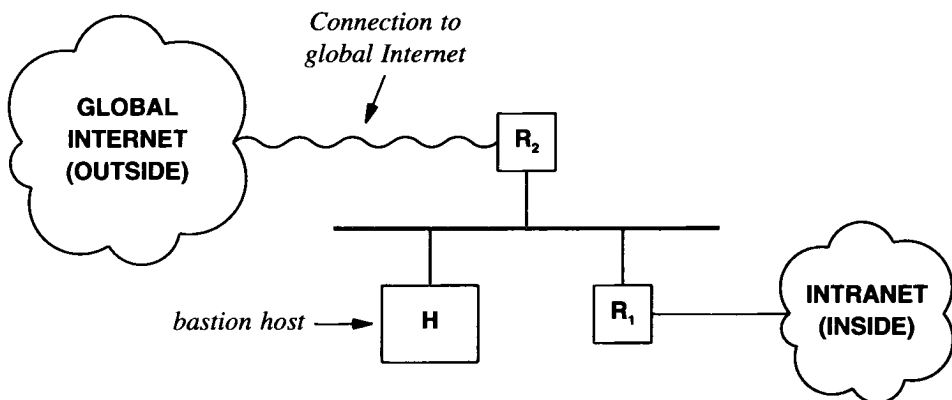 Connection to
global Internet
GLOBAL
INTERNET
(OUTSIDE)
R₂
bastion host
H
R₁
INTRANET
(INSIDE)